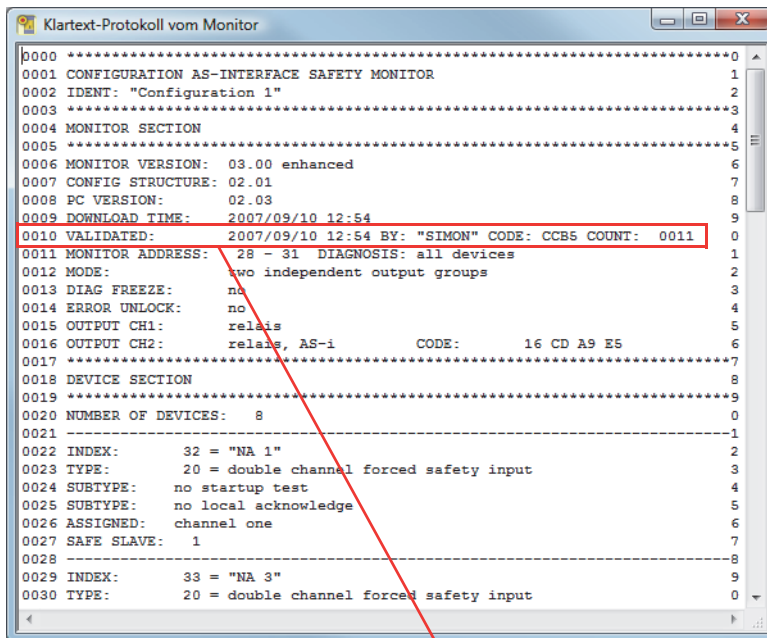 Klartext-Protokoll vom Monitor
0000 *************************************************************************0
0001 CONFIGURATION AS-INTERFACE SAFETY MONITOR 1
0002 IDENT: "Configuration 1" 2
0003 *************************************************************************3
0004 MONITOR SECTION 4
0005 *************************************************************************5
0006 MONITOR VERSION: 03.00 enhanced 6
0007 CONFIG STRUCTURE: 02.01 7
0008 PC VERSION: 02.03 8
0009 DOWNLOAD TIME: 2007/09/10 12:54 9
0010 VALIDATED: 2007/09/10 12:54 BY: "SIMON" CODE: CCB5 COUNT: 0011 0
0011 MONITOR ADDRESS: 28 - 31 DIAGNOSIS: all devices 1
0012 MODE: two independent output groups 2
0013 DIAG FREEZE: no 3
0014 ERROR UNLOCK: no 4
0015 OUTPUT CH1: relais 5
0016 OUTPUT CH2: relais, AS-i CODE: 16 CD A9 E5 6
0017 *************************************************************************7
0018 DEVICE SECTION 8
0019 *************************************************************************9
0020 NUMBER OF DEVICES: 8 0
0021 -------------------------------------------------------------------------1
0022 INDEX: 32 = "NA 1" 2
0023 TYPE: 20 = double channel forced safety input 3
0024 SUBTYPE: no startup test 4
0025 SUBTYPE: no local acknowledge 5
0026 ASSIGNED: channel one 6
0027 SAFE SLAVE: 1 7
0028 -------------------------------------------------------------------------8
0029 INDEX: 33 = "NA 3" 9
0030 TYPE: 20 = double channel forced safety input 0